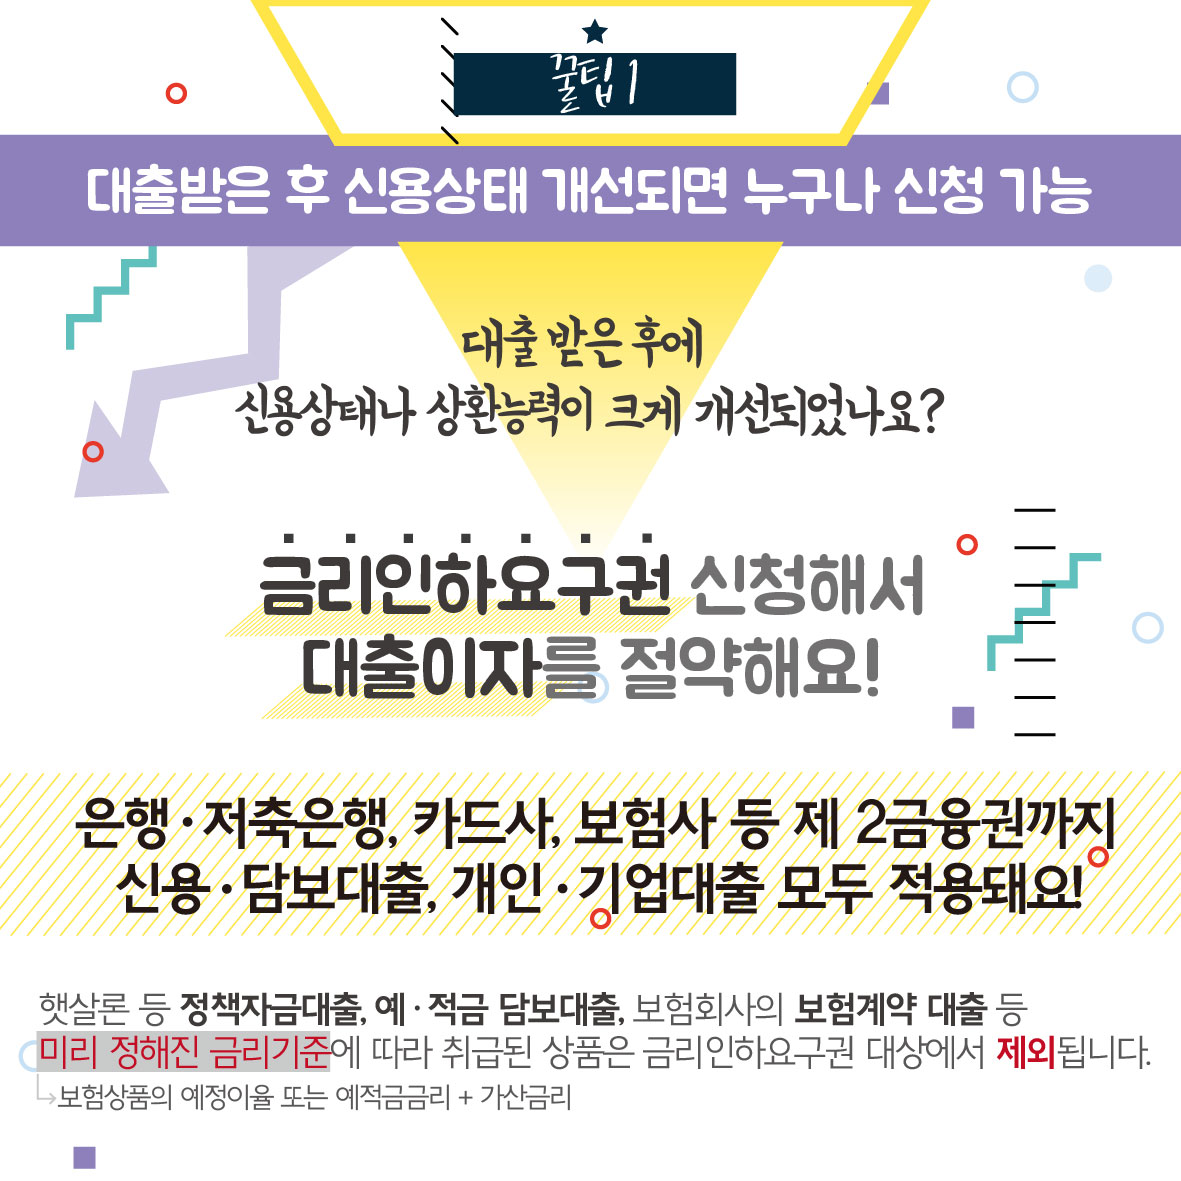 꿀팁 1
대출받은 후 신용상태 개선되면 누구나 신청 가능
대출 받은 후에
신용상태나 상환능력이 크게 개선되었나요?
금리인하요구권 신청해서
대출이자를 절약해요!
은행·저축은행, 카드사, 보험사 등 제 2금융권까지
신용·담보대출, 개인·기업대출 모두 적용돼요!
햇살론 등 정책자금대출, 예·적금 담보대출, 보험회사의 보험계약 대출 등
미리 정해진 금리기준에 따라 취급된 상품은 금리인하요구권 대상에서 제외됩니다.
보험상품의 예정이율 또는 예적금금리 + 가산금리